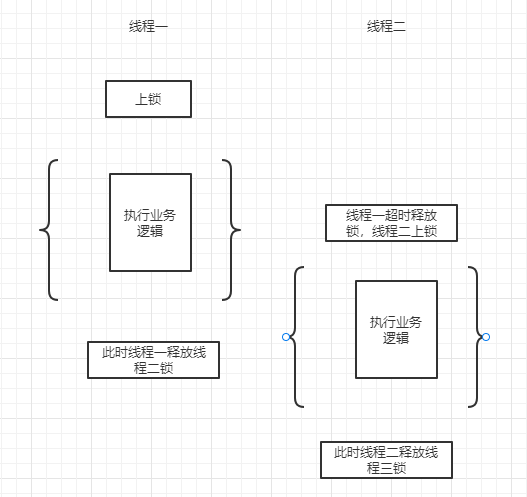 线程一
线程二
上锁
执行业务
逻辑
线程一超时释放
锁，线程二上锁
执行业务
逻辑
此时线程一释放线
程二锁
此时线程二释放线
程三锁